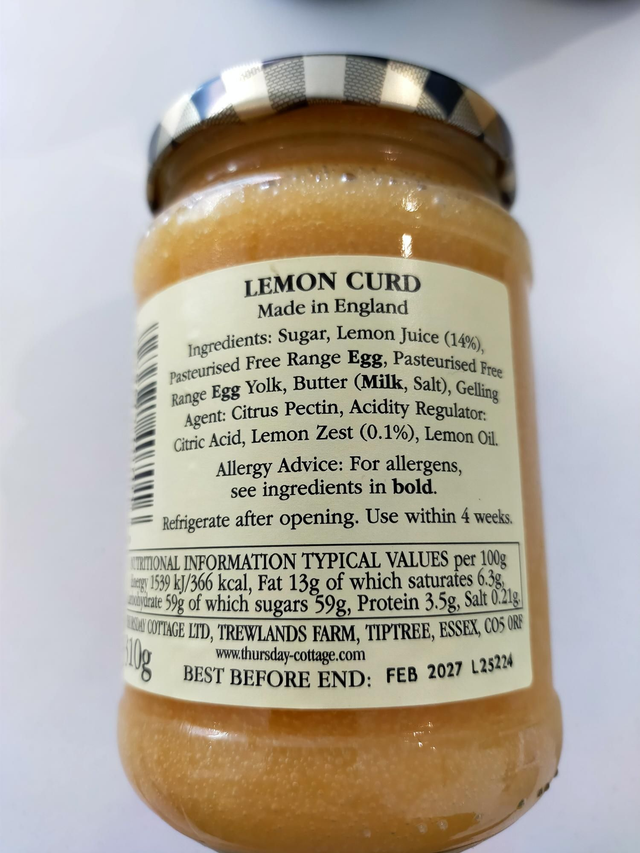 LEMON CURD
Made in England
Ingredients: Sugar, Lemon Juice (14%),
Pasteurised Free Range Egg, Pasteurised Free
Range Egg Yolk, Butter (Milk, Salt), Gelling
Agent: Citrus Pectin, Acidity Regulator:
Citric Acid, Lemon Zest (0.1%), Lemon Oil.
Allergy Advice: For allergens,
see ingredients in bold.
Refrigerate after opening. Use within 4 weeks.
INFORMATION TYPICAL VALUES per 100g
1539 kJ/366 kcal, Fat 13g of which saturates 6.3g,
59g of which sugars 59g, Protein 3.5g, Salt 0.21g.
COTTAGE LTD, TREWLANDS FARM, TIPTREE, ESSEX, CO5 0RF
www.thursday-cottage.com
BEST BEFORE END: FEB 2027 L25224